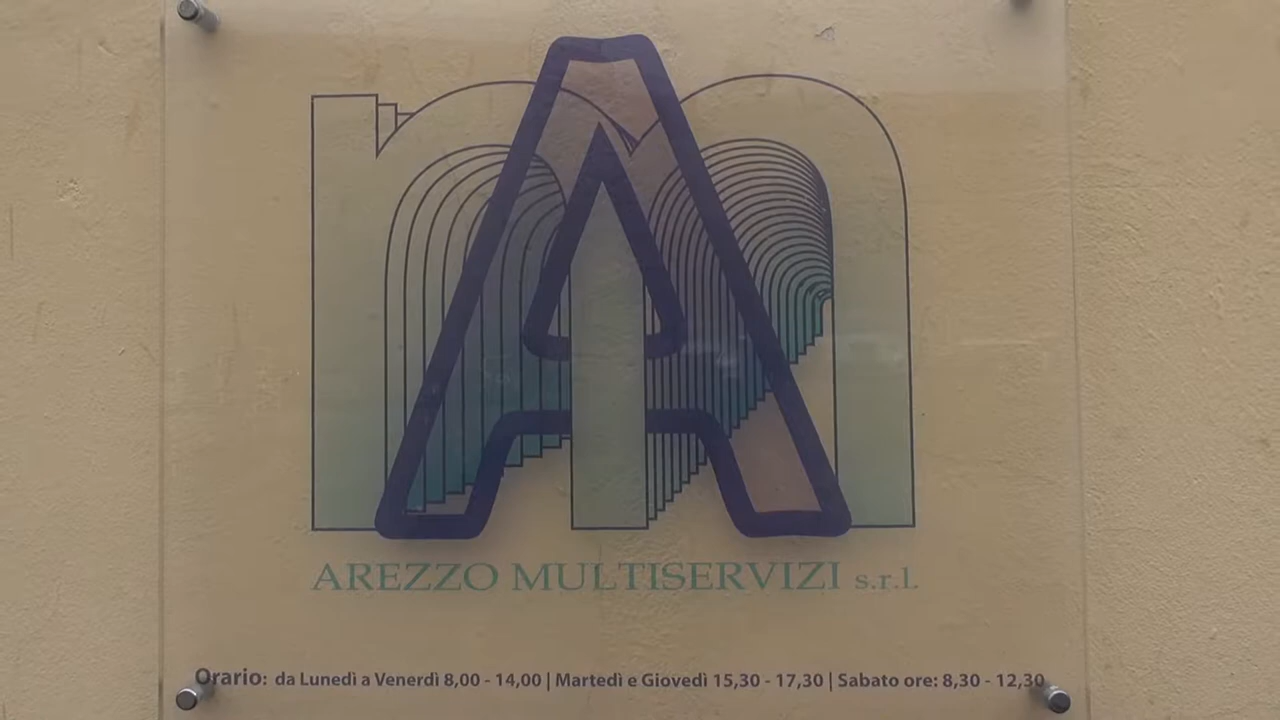 mA
AREZZO MULTISERVIZI s.r.l.
Orario: da Lunedì a Venerdì 8,00 - 14,00 | Martedì e Giovedì 15,30 - 17,30 | Sabato ore: 8,30 - 12,30